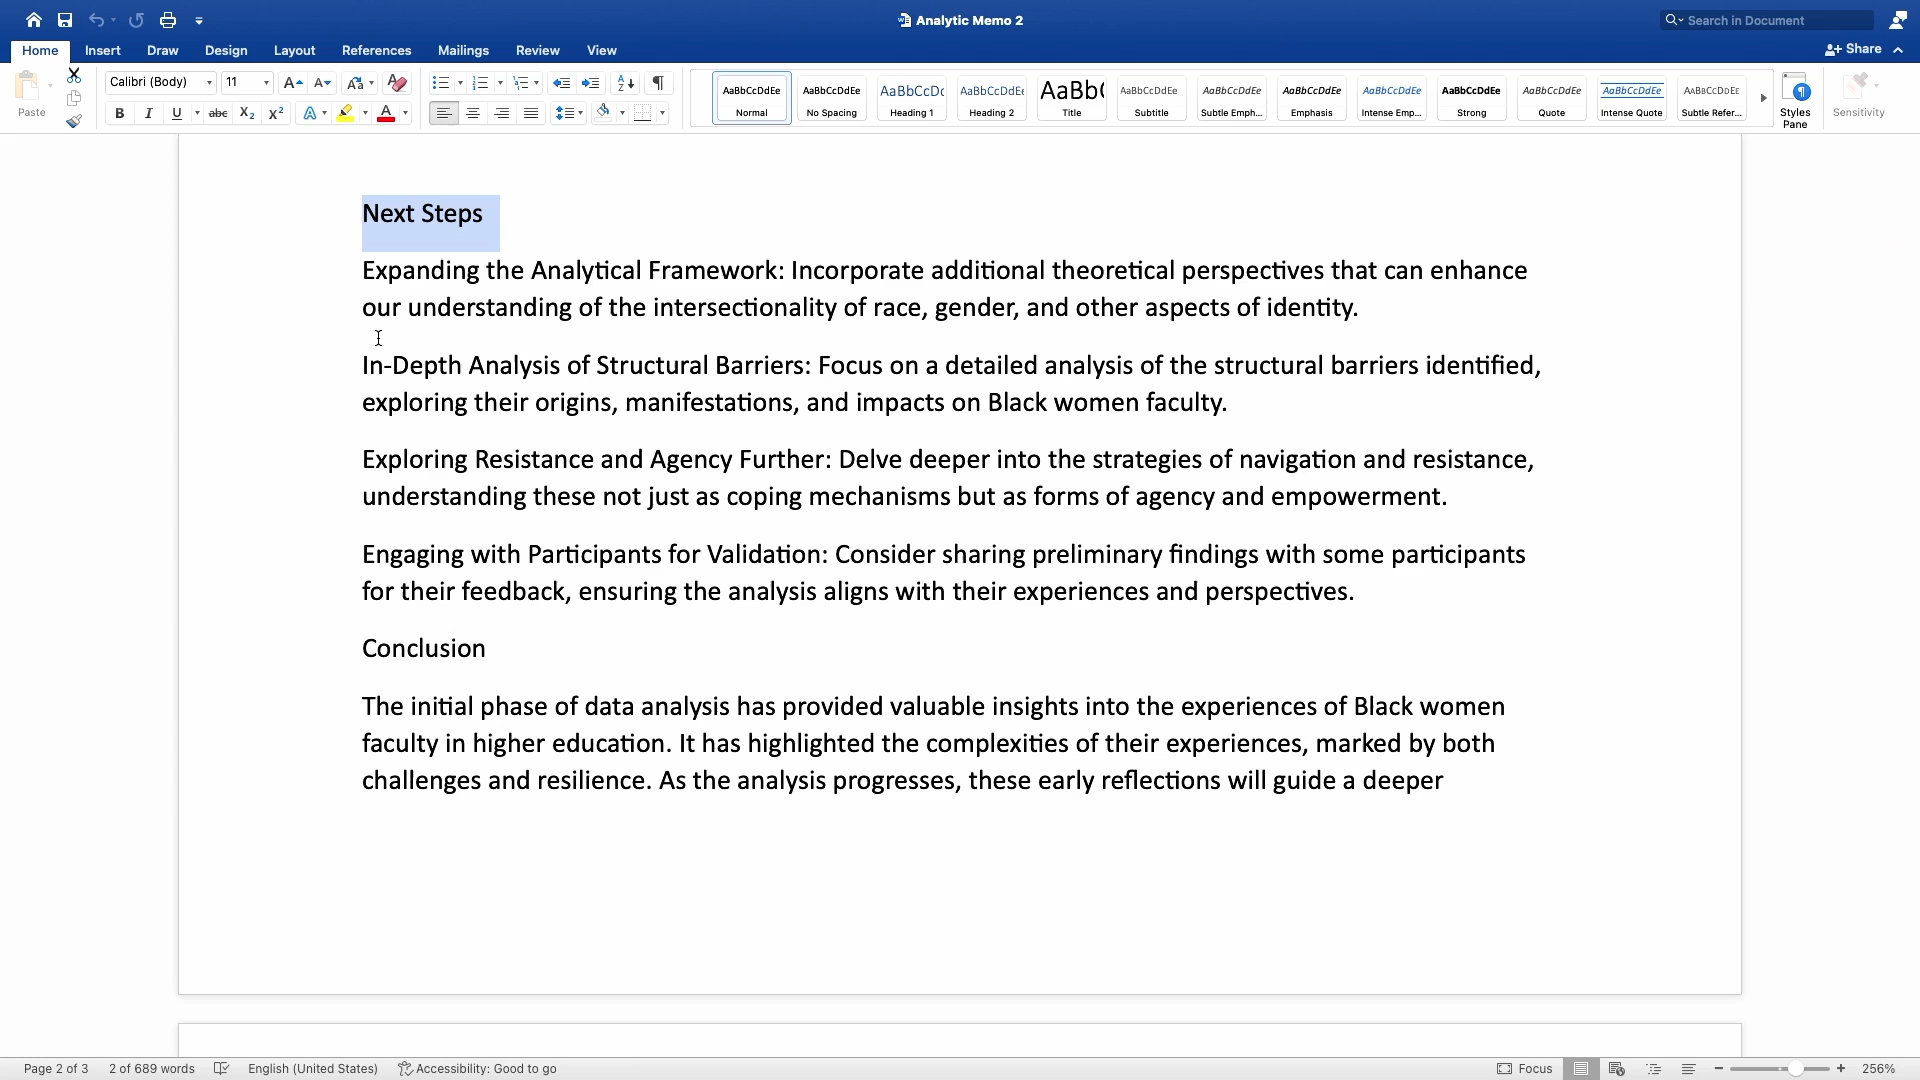 Analytic Memo 2
Search in Document
Home Insert Draw Design Layout References Mailings Review View
Share
Paste
Calibri (Body) 11
AaBbCcDdEe AaBbCcDdEe AaBbCcDc AaBbCcDdEe AaBb( AaBbCcDdEe AaBbCcDdEe AaBbCcDdEe AaBbCcDdEe AaBbCcDdEe AaBbCcDdEe AaBbCcDdEe AaBbCcDdEe
Normal No Spacing Heading 1 Heading 2 Title Subtitle Subtle Emph... Emphasis Intense Emp... Strong Quote Intense Quote Subtle Refer...
Styles Pane
Sensitivity
Next Steps
Expanding the Analytical Framework: Incorporate additional theoretical perspectives that can enhance
our understanding of the intersectionality of race, gender, and other aspects of identity.
In-Depth Analysis of Structural Barriers: Focus on a detailed analysis of the structural barriers identified,
exploring their origins, manifestations, and impacts on Black women faculty.
Exploring Resistance and Agency Further: Delve deeper into the strategies of navigation and resistance,
understanding these not just as coping mechanisms but as forms of agency and empowerment.
Engaging with Participants for Validation: Consider sharing preliminary findings with some participants
for their feedback, ensuring the analysis aligns with their experiences and perspectives.
Conclusion
The initial phase of data analysis has provided valuable insights into the experiences of Black women
faculty in higher education. It has highlighted the complexities of their experiences, marked by both
challenges and resilience. As the analysis progresses, these early reflections will guide a deeper
Page 2 of 3 2 of 689 words English (United States) Accessibility: Good to go Focus 256%